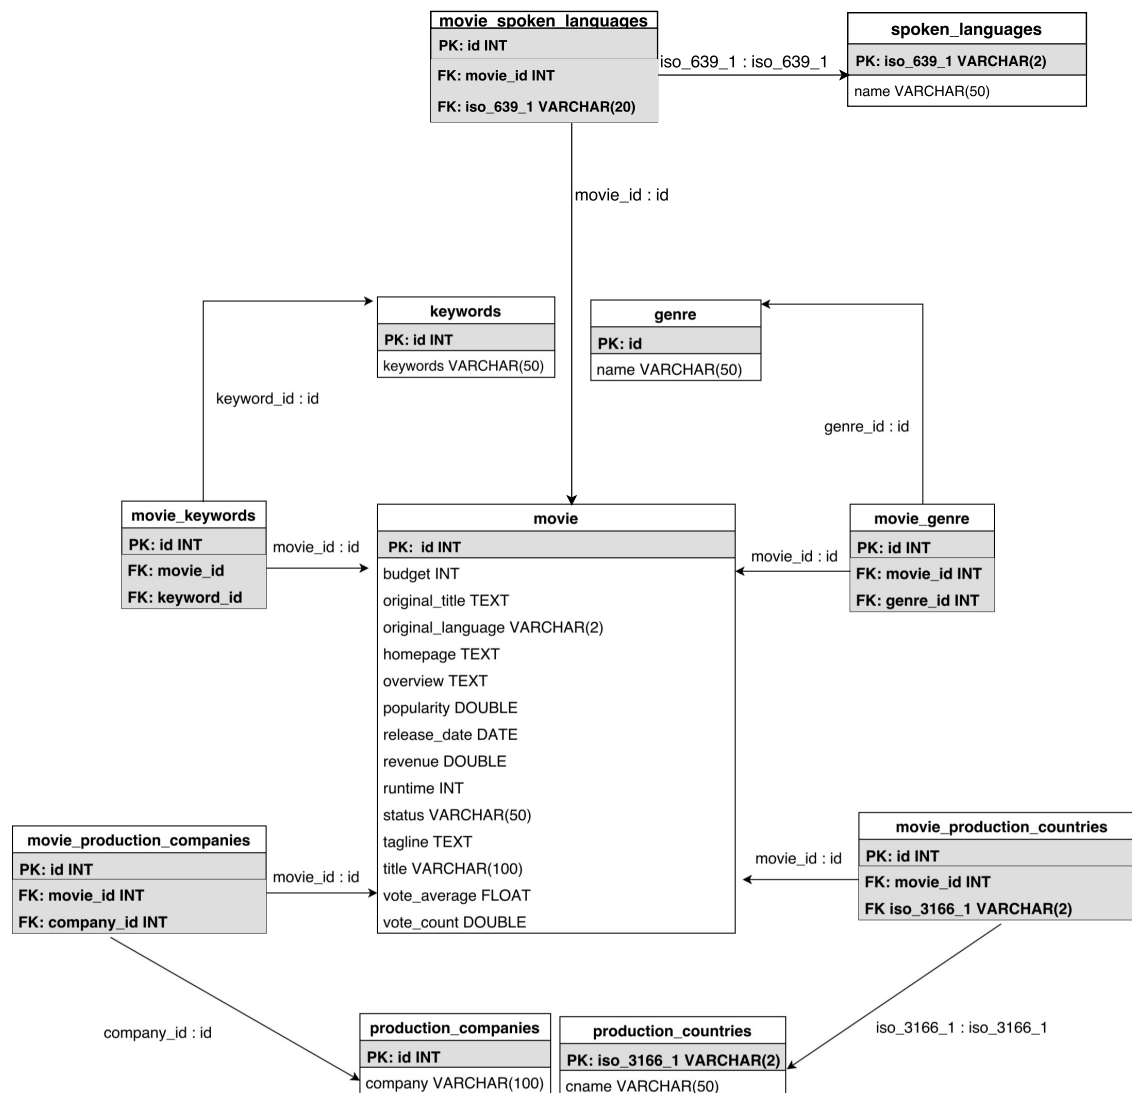 movie_spoken_languages
PK: id INT
FK: movie_id INT
FK: iso_639_1 VARCHAR(20)
iso_639_1 : iso_639_1
spoken_languages
PK: iso_639_1 VARCHAR(2)
name VARCHAR(50)
movie_id : id
keywords
PK: id INT
keywords VARCHAR(50)
genre
PK: id
name VARCHAR(50)
keyword_id : id
genre_id : id
movie_keywords
PK: id INT
FK: movie_id
FK: keyword_id
movie_id : id
movie
PK: id INT
budget INT
original_title TEXT
original_language VARCHAR(2)
homepage TEXT
overview TEXT
popularity DOUBLE
release_date DATE
revenue DOUBLE
runtime INT
status VARCHAR(50)
tagline TEXT
title VARCHAR(100)
vote_average FLOAT
vote_count DOUBLE
movie_id : id
movie_genre
PK: id INT
FK: movie_id INT
FK: genre_id INT
movie_production_companies
PK: id INT
FK: movie_id INT
FK: company_id INT
movie_id : id
movie_id : id
movie_production_countries
PK: id INT
FK: movie_id INT
FK iso_3166_1 VARCHAR(2)
company_id : id
production_companies
PK: id INT
company VARCHAR(100)
production_countries
PK: iso_3166_1 VARCHAR(2)
cname VARCHAR(50)
iso_3166_1 : iso_3166_1